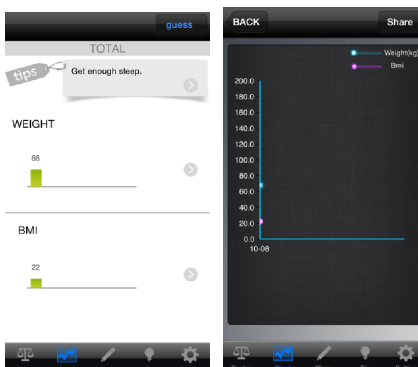 guess
TOTAL
tips
Get enough sleep.
WEIGHT
68
BMI
22
BACK
Share
Weight(kg)
Bmi
200.0
180.0
160.0
140.0
120.0
100.0
80.0
60.0
40.0
20.0
0.0
10-08